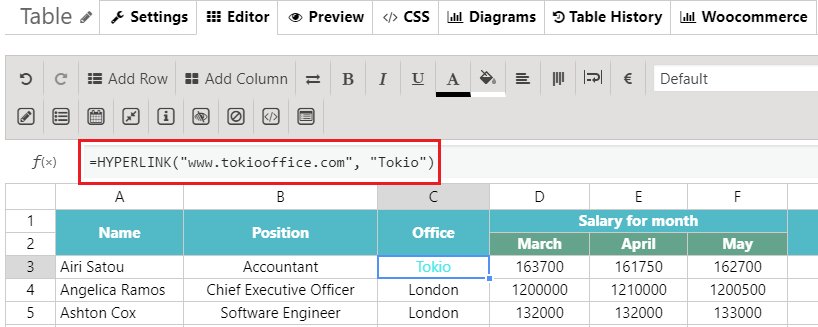 Table Settings Editor Preview CSS Diagrams Table History Woocommerce
Add Row Add Column B I U A € Default
f(x) =HYPERLINK("www.tokiooffice.com", "Tokio")
A B C D E F
1 Name Position Office Salary for month
2 March April May
3 Airi Satou Accountant Tokio 163700 161750 162700
4 Angelica Ramos Chief Executive Officer London 1200000 1210000 1200500
5 Ashton Cox Software Engineer London 132000 132000 133000